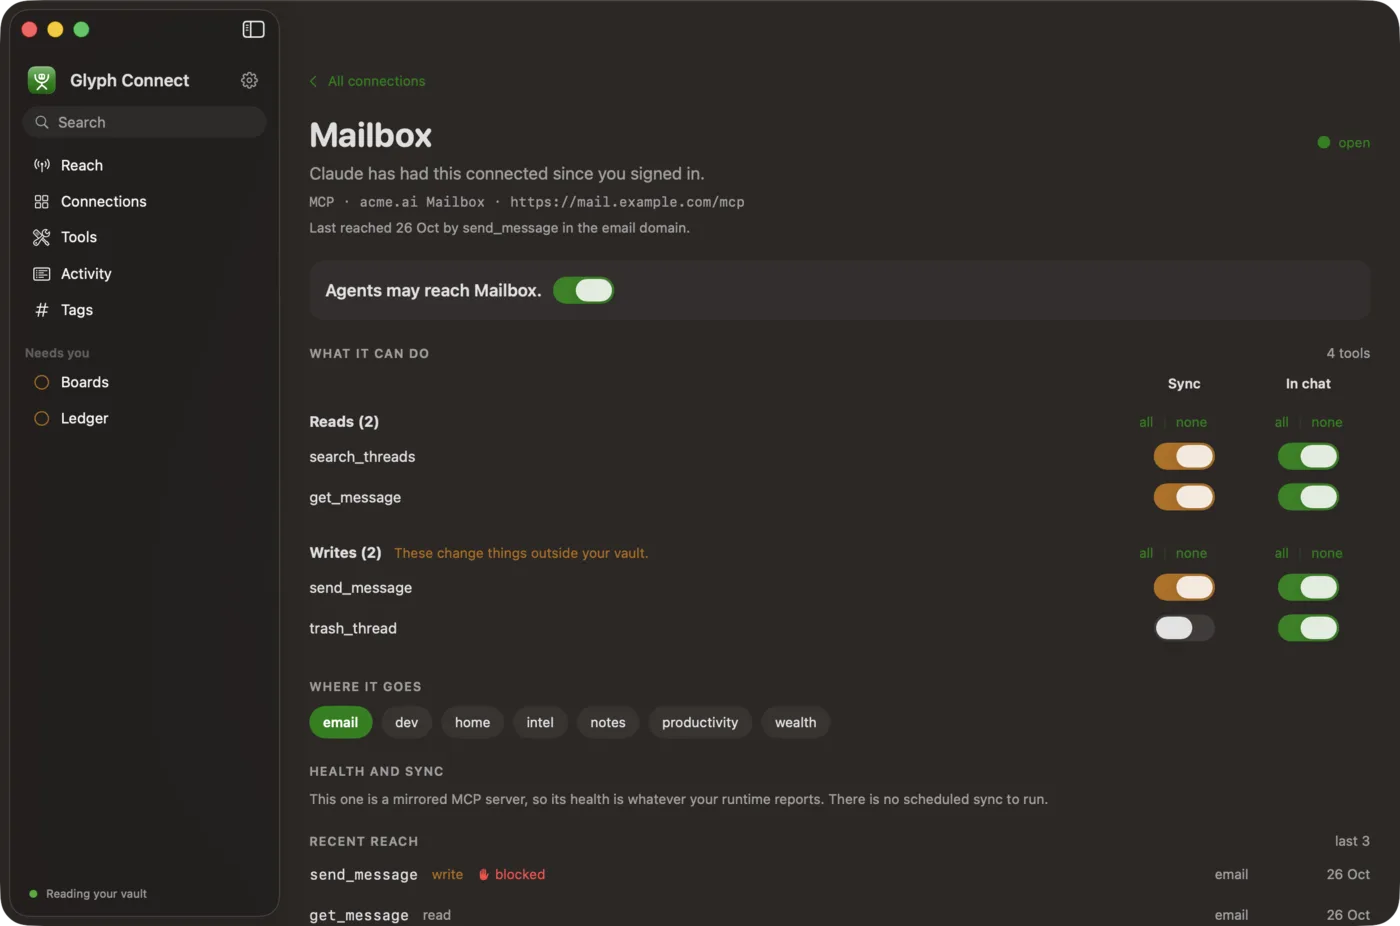 Glyph Connect
Search
Reach
Connections
Tools
Activity
Tags
Needs you
Boards
Ledger
Reading your vault
All connections
Mailbox
open
Claude has had this connected since you signed in.
MCP · acme.ai Mailbox · https://mail.example.com/mcp
Last reached 26 Oct by send_message in the email domain.
Agents may reach Mailbox.
WHAT IT CAN DO 4 tools
Sync In chat
Reads (2) all none all none
search_threads
get_message
Writes (2) These change things outside your vault. all none all none
send_message
trash_thread
WHERE IT GOES
email dev home intel notes productivity wealth
HEALTH AND SYNC
This one is a mirrored MCP server, so its health is whatever your runtime reports. There is no scheduled sync to run.
RECENT REACH last 3
send_message write blocked email 26 Oct
get_message read email 26 Oct